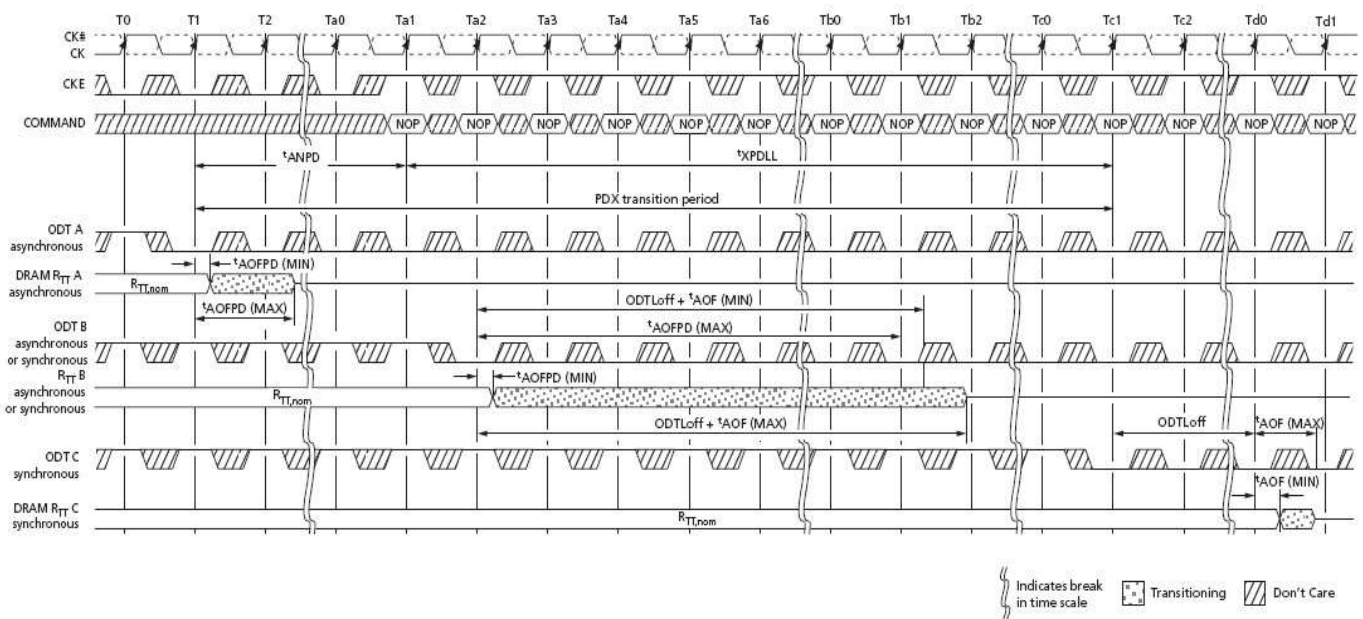 T0 T1 T2 Ta0 Ta1 Ta2 Ta3 Ta4 Ta5 Ta6 Tb0 Tb1 Tb2 Tc0 Tc1 Tc2 Td0 Td1
CK#
CK
CKE
COMMAND
NOP NOP NOP NOP NOP NOP NOP NOP NOP NOP NOP NOP NOP NOP
tANPD
tXPDLL
PDX transition period
ODT A
asynchronous
tAOFPD (MIN)
DRAM RTT A
asynchronous
RTT,nom
tAOFPD (MAX)
ODTLoff + tAOF (MIN)
tAOFPD (MAX)
ODT B
asynchronous
or synchronous
tAOFPD (MIN)
RTT B
asynchronous
or synchronous
RTT,nom
ODTLoff + tAOF (MAX)
ODTLoff
tAOF (MAX)
ODT C
synchronous
tAOF (MIN)
DRAM RTT C
synchronous
RTT,nom
Indicates break
in time scale
Transitioning
Don't Care